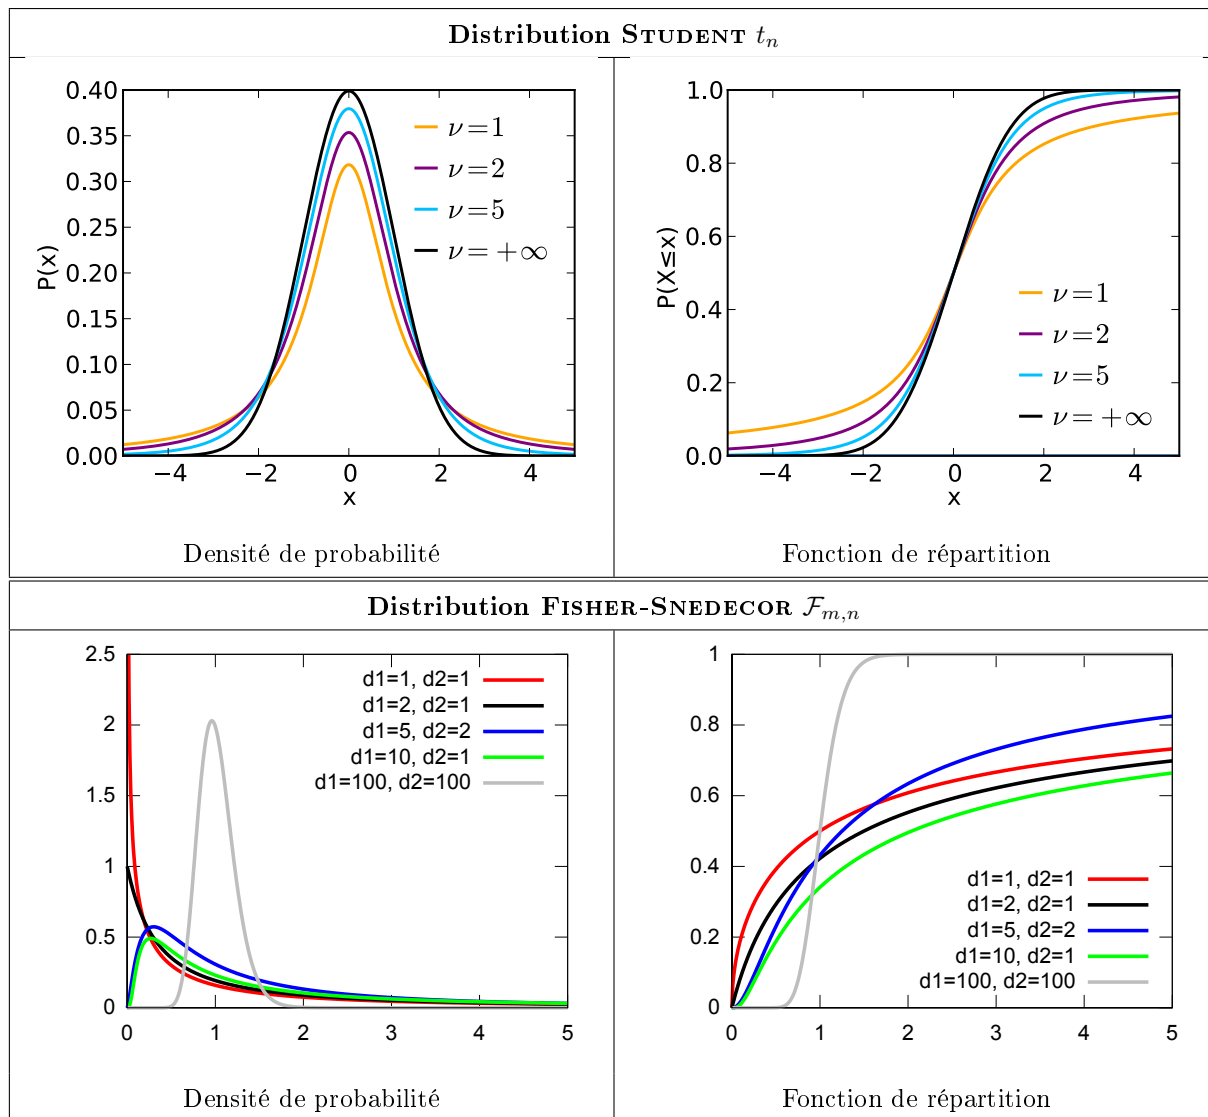 Distribution STUDENT tₙ
0.40
0.35
0.30
0.25
0.20
0.15
0.10
0.05
0.00
P(x)
ν=1
ν=2
ν=5
ν=+∞
−4 −2 0 2 4
x
Densité de probabilité
1.0
0.8
0.6
0.4
0.2
0.0
P(X≤x)
ν=1
ν=2
ν=5
ν=+∞
−4 −2 0 2 4
x
Fonction de répartition
Distribution FISHER-SNEDECOR ℱm,n
2.5
2
1.5
1
0.5
0
d1=1, d2=1
d1=2, d2=1
d1=5, d2=2
d1=10, d2=1
d1=100, d2=100
0 1 2 3 4 5
Densité de probabilité
1
0.8
0.6
0.4
0.2
0
d1=1, d2=1
d1=2, d2=1
d1=5, d2=2
d1=10, d2=1
d1=100, d2=100
0 1 2 3 4 5
Fonction de répartition